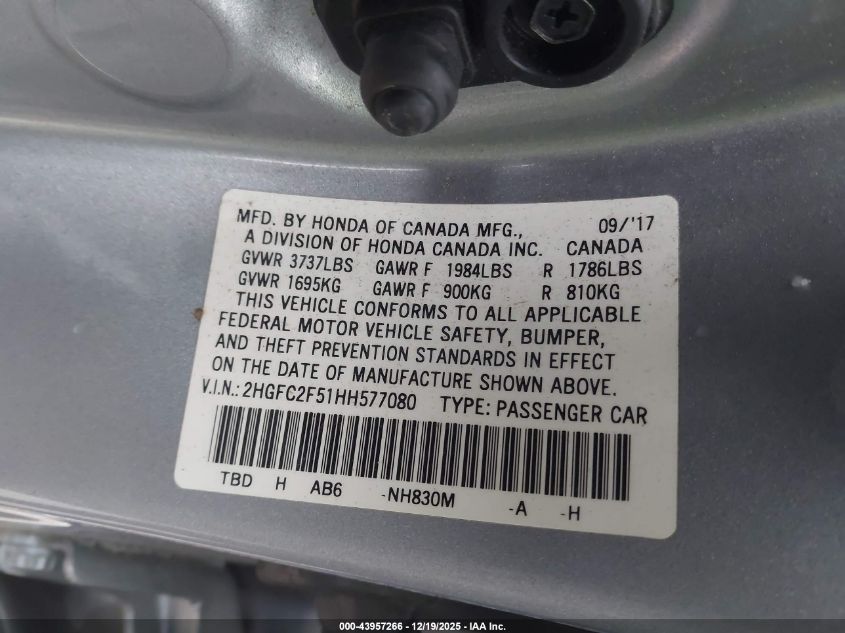 MFD. BY HONDA OF CANADA MFG., 09/'17
A DIVISION OF HONDA CANADA INC. CANADA
GVWR 3737LBS GAWR F 1984LBS R 1786LBS
GVWR 1695KG GAWR F 900KG R 810KG
THIS VEHICLE CONFORMS TO ALL APPLICABLE
FEDERAL MOTOR VEHICLE SAFETY, BUMPER,
AND THEFT PREVENTION STANDARDS IN EFFECT
ON THE DATE OF MANUFACTURE SHOWN ABOVE.
V.I.N.: 2HGFC2F51HH577080 TYPE: PASSENGER CAR
TBD H AB6 -NH830M -A -H
000-43957266 - 12/19/2025 - IAA Inc.